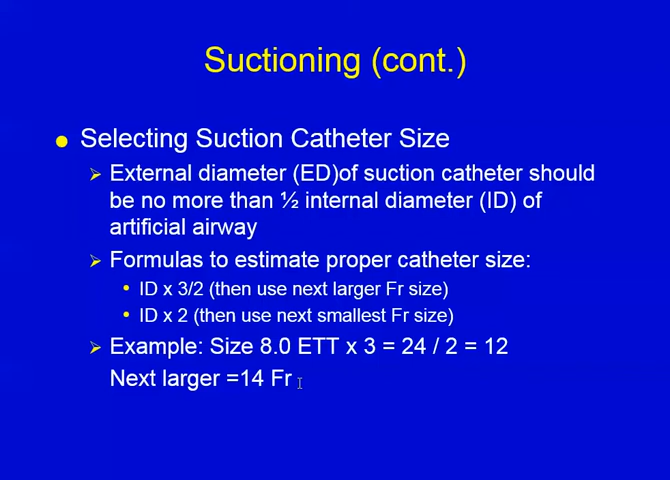 Suctioning (cont.)
Selecting Suction Catheter Size
External diameter (ED)of suction catheter should
be no more than ½ internal diameter (ID) of
artificial airway
Formulas to estimate proper catheter size:
ID x 3/2 (then use next larger Fr size)
ID x 2 (then use next smallest Fr size)
Example: Size 8.0 ETT x 3 = 24 / 2 = 12
Next larger =14 Fr